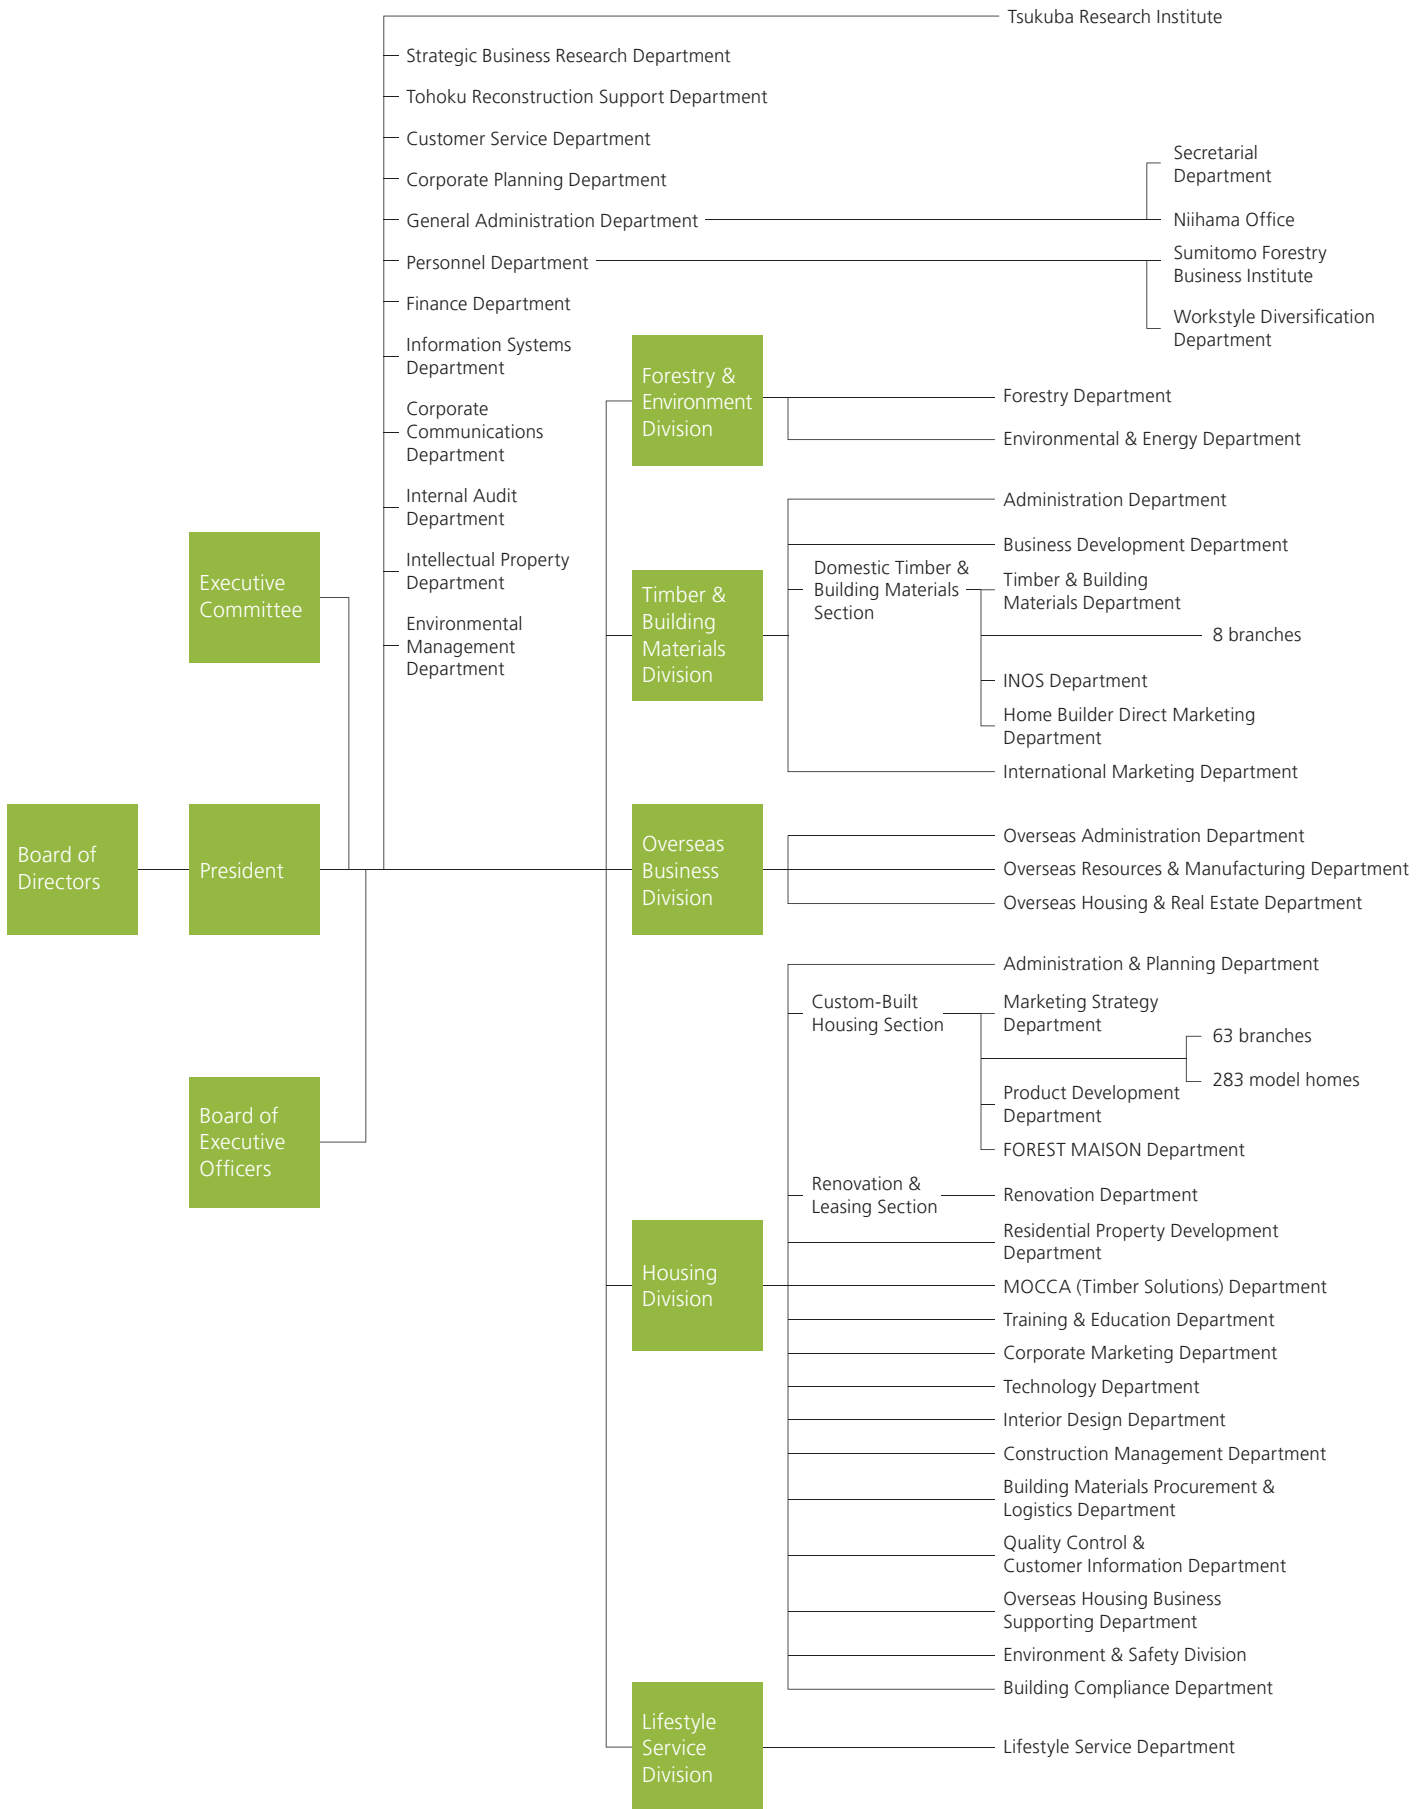 Tsukuba Research Institute
Strategic Business Research Department
Tohoku Reconstruction Support Department
Customer Service Department
Corporate Planning Department
General Administration Department
Secretarial
Department
Niihama Office
Personnel Department
Sumitomo Forestry
Business Institute
Workstyle Diversification
Department
Finance Department
Information Systems
Department
Corporate
Communications
Department
Internal Audit
Department
Intellectual Property
Department
Environmental
Management
Department
Executive
Committee
Board of
Directors
President
Board of
Executive
Officers
Forestry &
Environment
Division
Forestry Department
Environmental & Energy Department
Timber &
Building
Materials
Division
Administration Department
Business Development Department
Domestic Timber &
Building Materials
Section
Timber & Building
Materials Department
8 branches
INOS Department
Home Builder Direct Marketing
Department
International Marketing Department
Overseas
Business
Division
Overseas Administration Department
Overseas Resources & Manufacturing Department
Overseas Housing & Real Estate Department
Housing
Division
Administration & Planning Department
Custom-Built
Housing Section
Marketing Strategy
Department
63 branches
283 model homes
Product Development
Department
FOREST MAISON Department
Renovation &
Leasing Section
Renovation Department
Residential Property Development
Department
MOCCA (Timber Solutions) Department
Training & Education Department
Corporate Marketing Department
Technology Department
Interior Design Department
Construction Management Department
Building Materials Procurement &
Logistics Department
Quality Control &
Customer Information Department
Overseas Housing Business
Supporting Department
Environment & Safety Division
Building Compliance Department
Lifestyle
Service
Division
Lifestyle Service Department